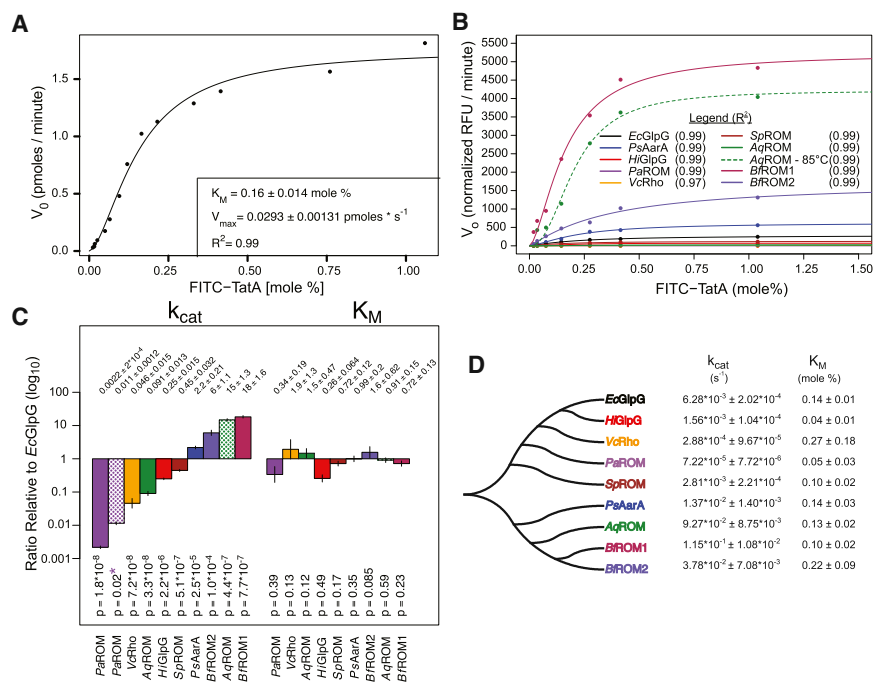 A
V0 (pmoles / minute)
1.5
1.0
0.5
0.0
0.00 0.25 0.50 0.75 1.00
FITC−TatA [mole %]
KM = 0.16 ± 0.014 mole %
Vmax = 0.0293 ± 0.00131 pmoles * s-1
R2 = 0.99
B
Vo (normalized RFU / minute)
5500
5000
4500
4000
3500
3000
2500
2000
1500
1000
500
0
0.00 0.25 0.50 0.75 1.00 1.25 1.50
FITC−TatA (mole%)
Legend (R2)
EcGlpG (0.99) SpROM (0.99)
PsAarA (0.99) AqROM (0.99)
HiGlpG (0.99) AqROM - 85°C (0.99)
PaROM (0.99) BfROM1 (0.99)
VcRho (0.97) BfROM2 (0.99)
C
kcat KM
Ratio Relative to EcGlpG (log10)
100
10
1
0.1
0.01
0.001
0.0022 ± 2*10-4
0.011 ± 0.0012
0.046 ± 0.015
0.091 ± 0.013
0.25 ± 0.015
0.45 ± 0.032
2.2 ± 0.21
6 ± 1.1
15 ± 1.3
18 ± 1.6
0.34 ± 0.19
1.9 ± 1.3
1.5 ± 0.47
0.26 ± 0.064
0.72 ± 0.12
0.99 ± 0.2
1.6 ± 0.62
0.91 ± 0.15
0.72 ± 0.13
p = 1.8*10-8
p = 0.02*
p = 7.2*10-8
p = 3.3*10-8
p = 2.2*10-6
p = 5.1*10-7
p = 2.5*10-5
p = 1.0*10-4
p = 4.4*10-7
p = 7.7*10-7
p = 0.39
p = 0.13
p = 0.12
p = 0.49
p = 0.17
p = 0.35
p = 0.085
p = 0.59
p = 0.23
PaROM
PaROM
VcRho
AqROM
HiGlpG
SpROM
PsAarA
BfROM2
AqROM
BfROM1
PaROM
VcRho
AqROM
HiGlpG
SpROM
PsAarA
BfROM2
AqROM
BfROM1
D
kcat KM
(s-1) (mole %)
EcGlpG 6.28*10-3 ± 2.02*10-4 0.14 ± 0.01
HiGlpG 1.56*10-3 ± 1.04*10-4 0.04 ± 0.01
VcRho 2.88*10-4 ± 9.67*10-5 0.27 ± 0.18
PaROM 7.22*10-5 ± 7.72*10-6 0.05 ± 0.03
SpROM 2.81*10-3 ± 2.21*10-4 0.10 ± 0.02
PsAarA 1.37*10-2 ± 1.40*10-3 0.14 ± 0.03
AqROM 9.27*10-2 ± 8.75*10-3 0.13 ± 0.02
BfROM1 1.15*10-1 ± 1.08*10-2 0.10 ± 0.02
BfROM2 3.78*10-2 ± 7.08*10-3 0.22 ± 0.09